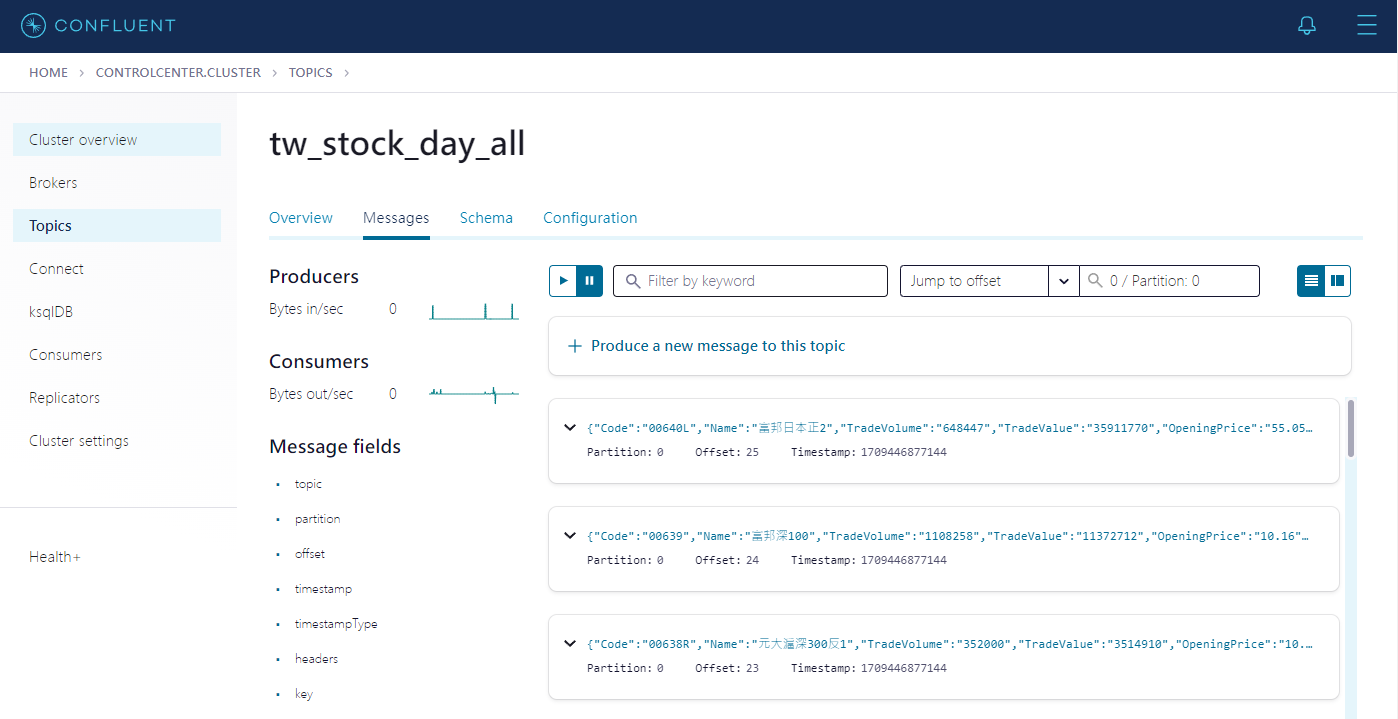 CONFLUENT
HOME > CONTROLCENTER.CLUSTER > TOPICS >
Cluster overview
Brokers
Topics
Connect
ksqlDB
Consumers
Replicators
Cluster settings
Health+
tw_stock_day_all
Overview Messages Schema Configuration
Producers
Bytes in/sec 0
Consumers
Bytes out/sec 0
Message fields
topic
partition
offset
timestamp
timestampType
headers
key
Filter by keyword
Jump to offset
0 / Partition: 0
+ Produce a new message to this topic
{"Code":"00640L","Name":"富邦日本正2","TradeVolume":"648447","TradeValue":"35911770","OpeningPrice":"55.05…
Partition: 0 Offset: 25 Timestamp: 1709446877144
{"Code":"00639","Name":"富邦深100","TradeVolume":"1108258","TradeValue":"11372712","OpeningPrice":"10.16"…
Partition: 0 Offset: 24 Timestamp: 1709446877144
{"Code":"00638R","Name":"元大滬深300反1","TradeVolume":"352000","TradeValue":"3514910","OpeningPrice":"10.…
Partition: 0 Offset: 23 Timestamp: 1709446877144